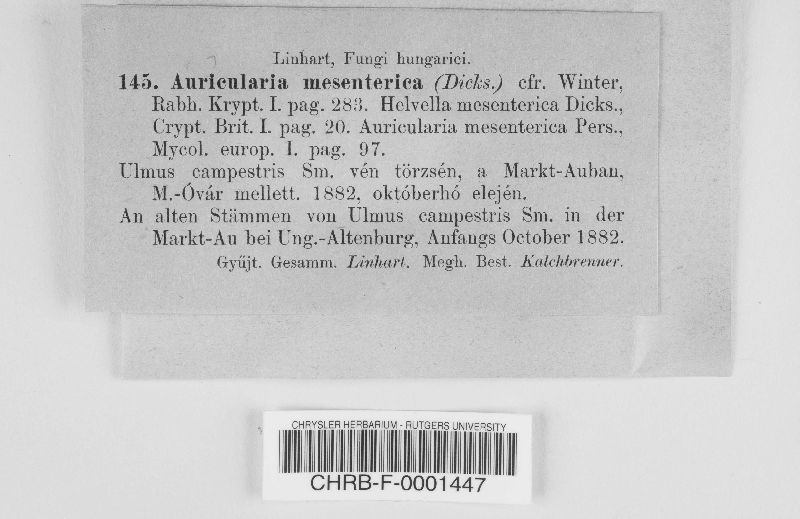 Linhart, Fungi hungarici.
145. Auricularia mesenterica (Dicks.) cfr. Winter,
Rabh. Krypt. I. pag. 283. Helvella mesenterica Dicks.,
Crypt. Brit. I. pag. 20. Auricularia mesenterica Pers.,
Mycol. europ. I. pag. 97.
Ulmus campestris Sm. vén törzsén, a Markt-Auban,
M.-Óvár mellett. 1882, októberhó elején.
An alten Stämmen von Ulmus campestris Sm. in der
Markt-Au bei Ung.-Altenburg, Anfangs October 1882.
Gyűjt. Gesamm. Linhart. Megh. Best. Kalchbrenner.
CHRYSLER HERBARIUM - RUTGERS UNIVERSITY
CHRB-F-0001447